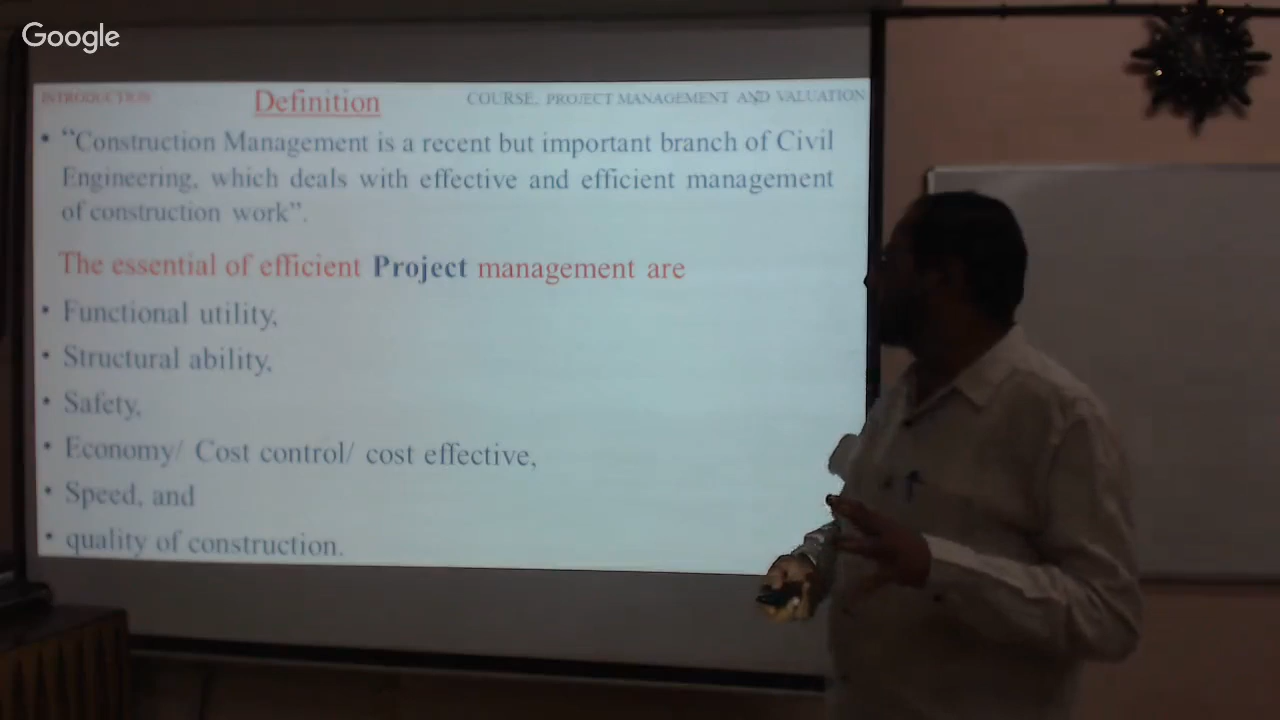 Google
INTRODUCTION Definition COURSE: PROJECT MANAGEMENT AND VALUATION
• “Construction Management is a recent but important branch of Civil
Engineering, which deals with effective and efficient management
of construction work”.
The essential of efficient Project management are
• Functional utility,
• Structural ability,
• Safety,
• Economy/ Cost control/ cost effective,
• Speed, and
• quality of construction.